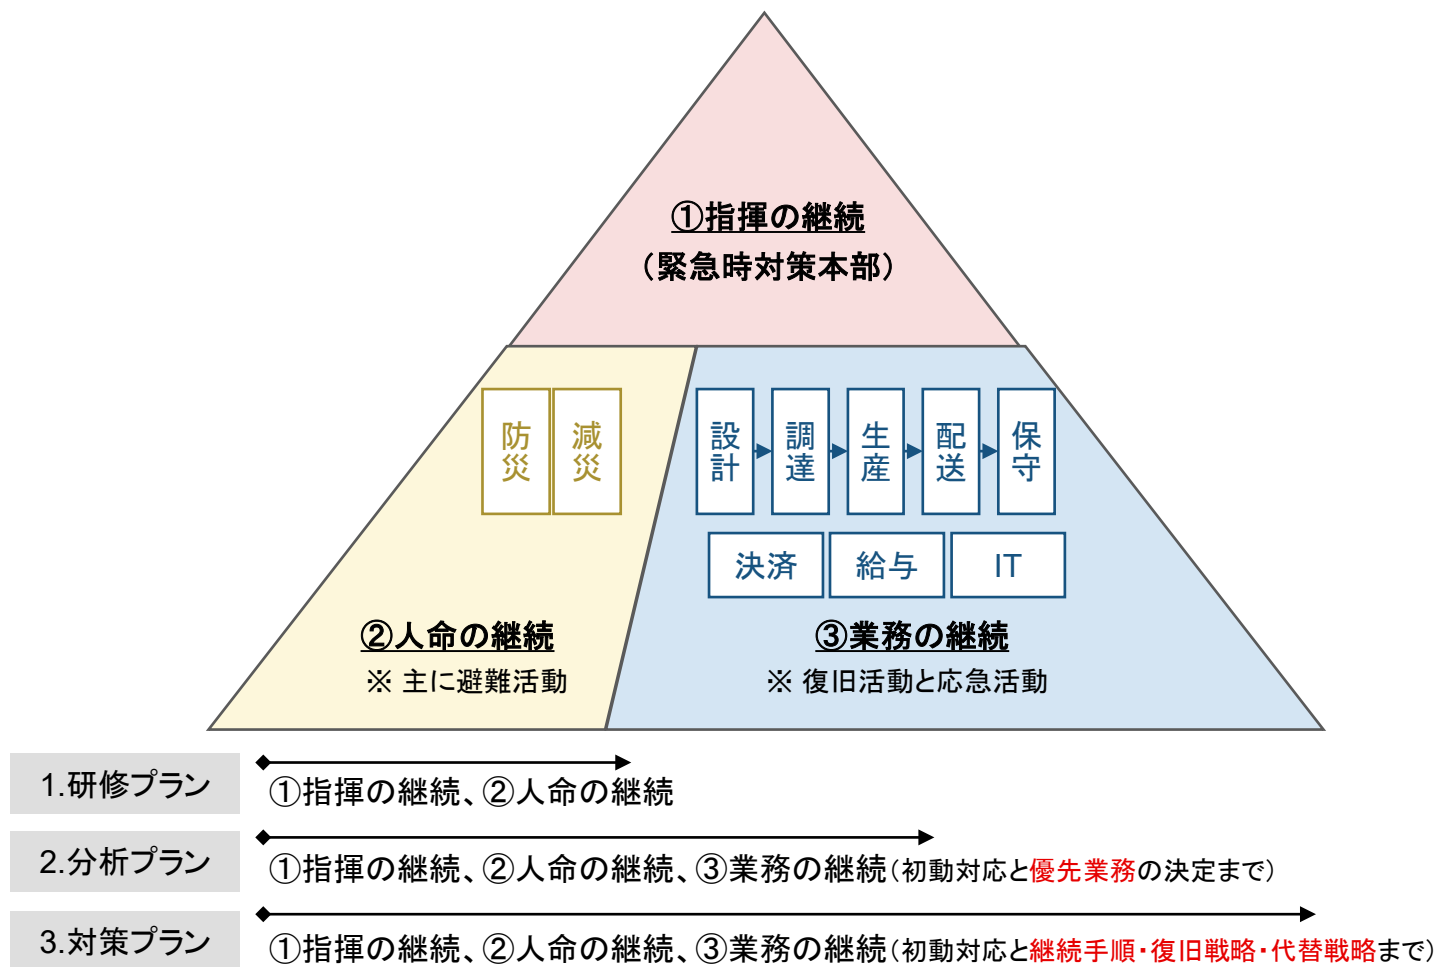 ①指揮の継続
（緊急時対策本部）
防災
減災
設計
調達
生産
配送
保守
決済
給与
IT
②人命の継続
※ 主に避難活動
③業務の継続
※ 復旧活動と応急活動
1.研修プラン
①指揮の継続、②人命の継続
2.分析プラン
①指揮の継続、②人命の継続、③業務の継続（初動対応と優先業務の決定まで）
3.対策プラン
①指揮の継続、②人命の継続、③業務の継続（初動対応と継続手順・復旧戦略・代替戦略まで）